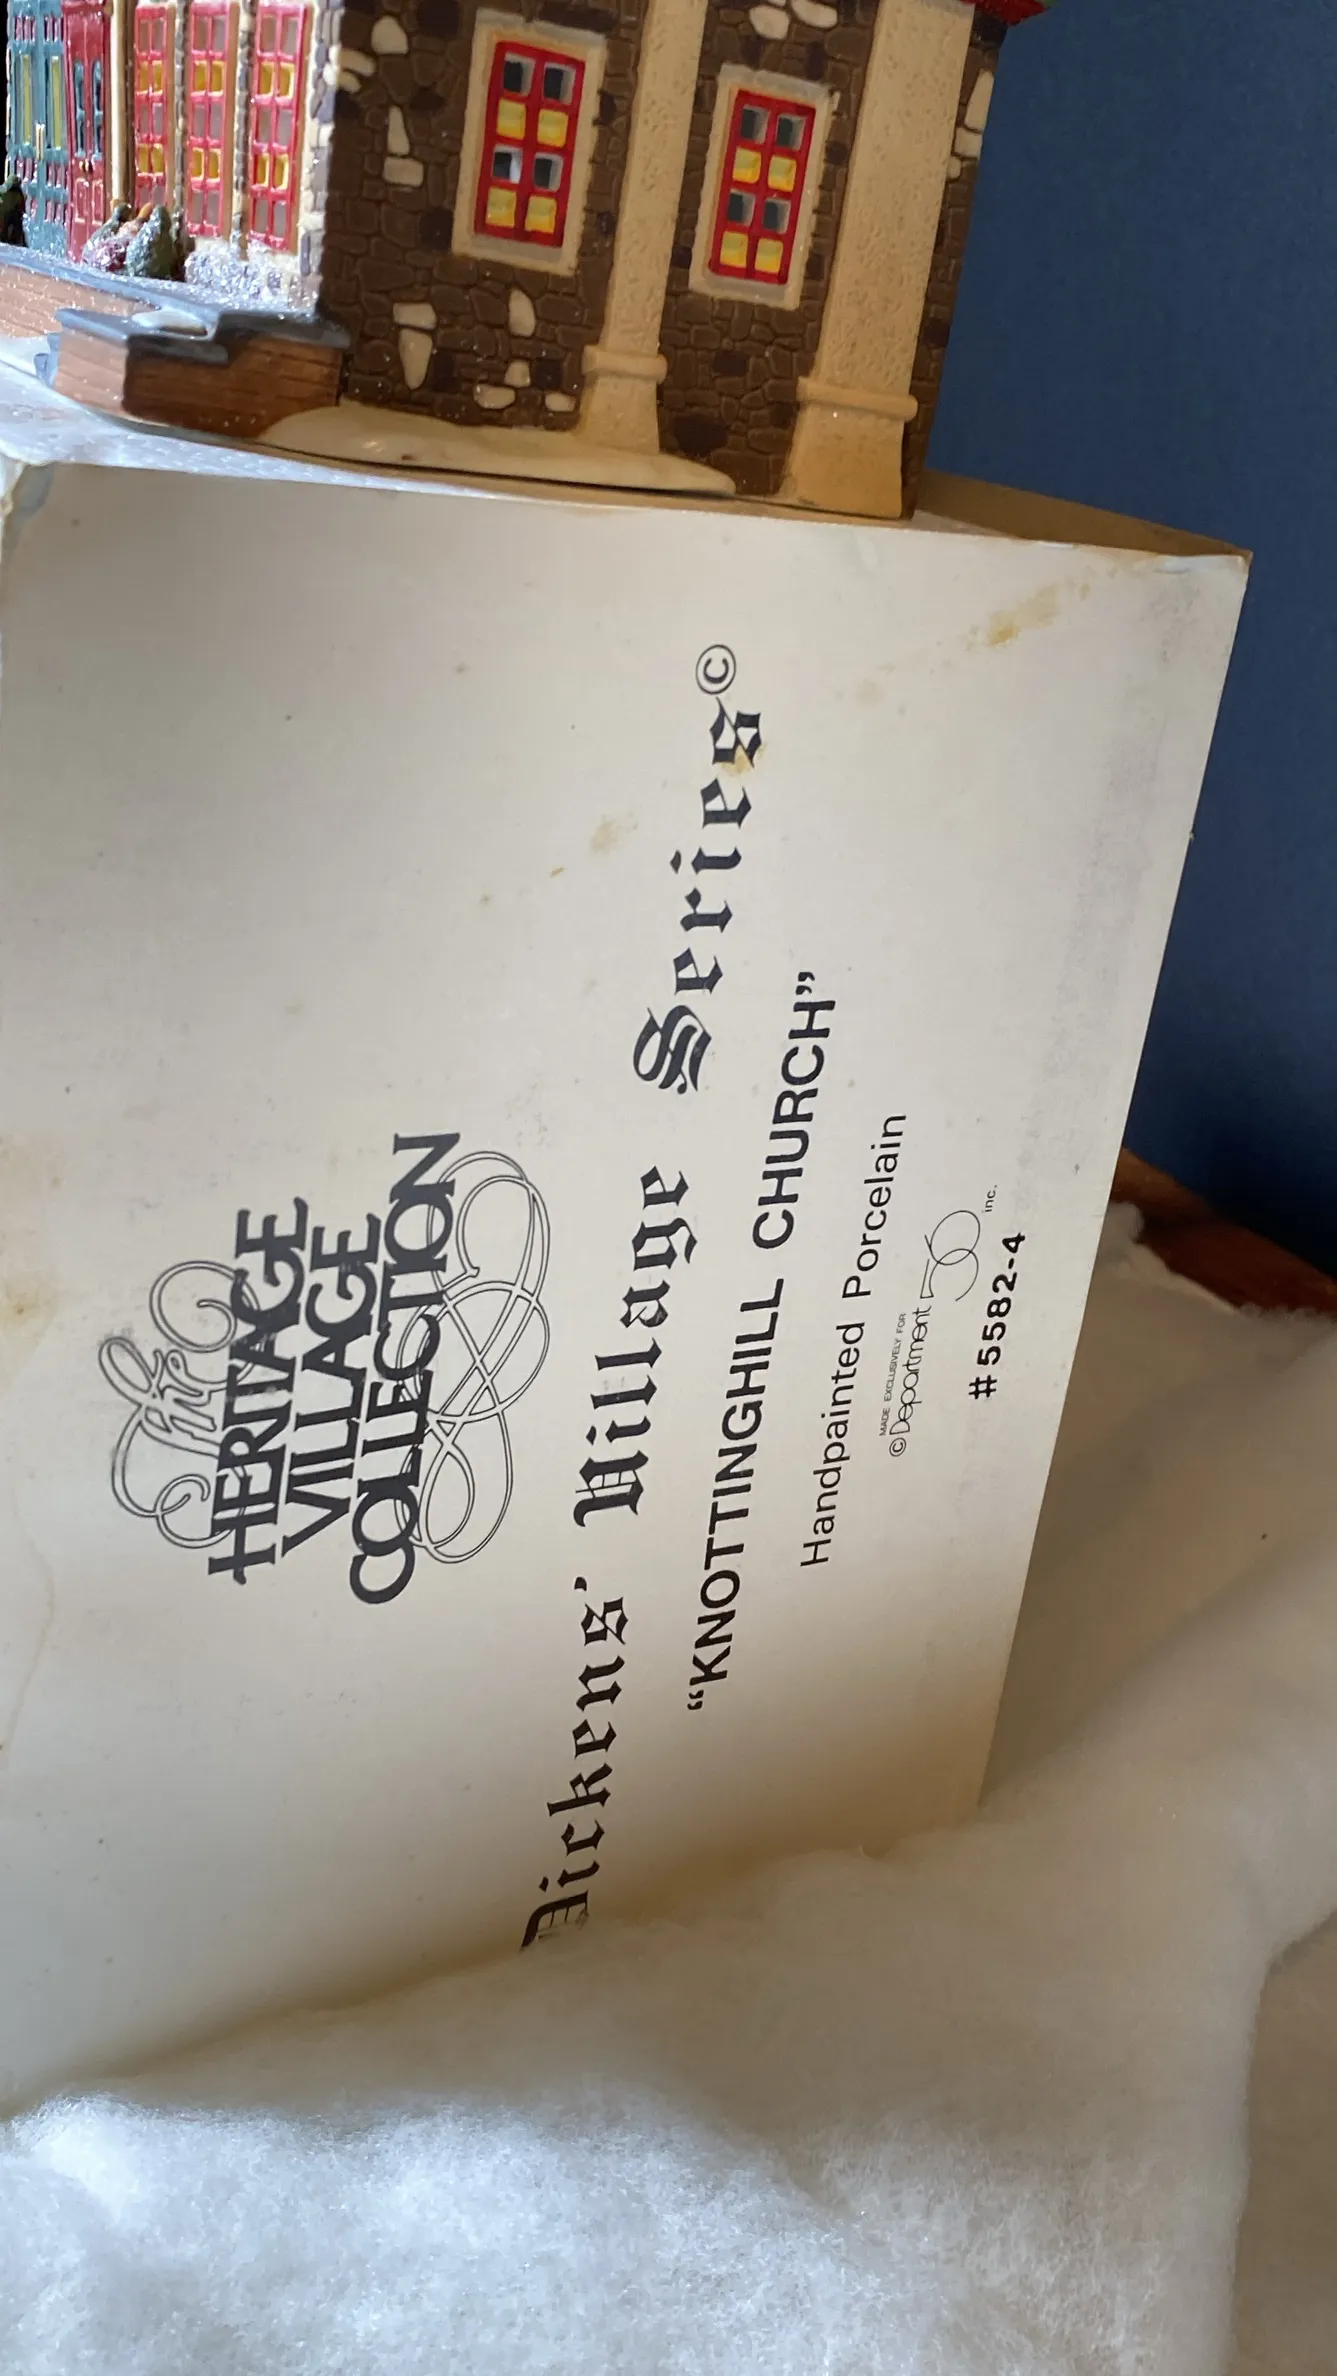 The
HERITAGE
VILLAGE
COLLECTION
Dickens' Village Series©
“KNOTTINGHILL CHURCH”
Handpainted Porcelain
MADE EXCLUSIVELY FOR
©Department 56 inc.
#5582-4